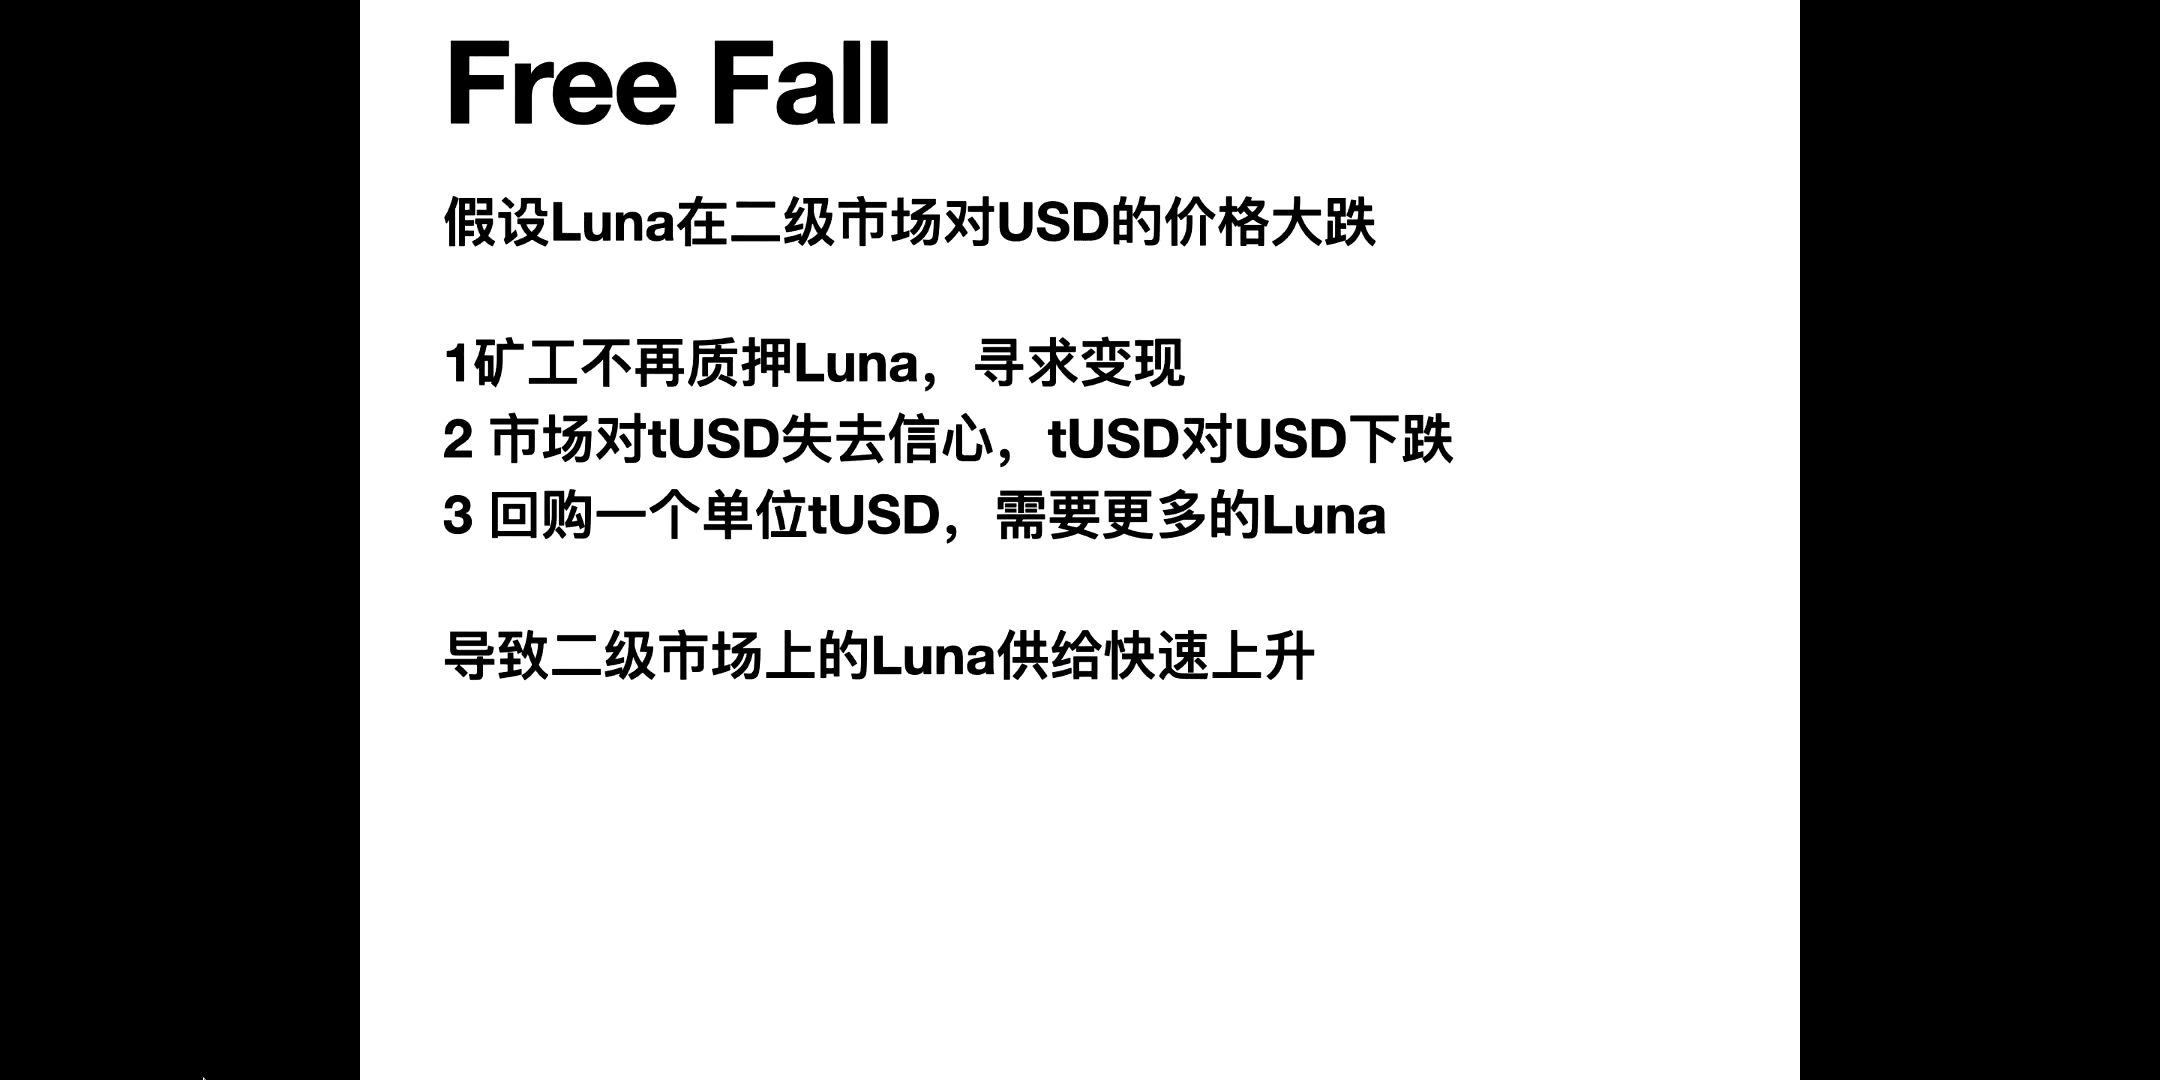 Free Fall
假设Luna在二级市场对USD的价格大跌
1矿工不再质押Luna，寻求变现
2 市场对tUSD失去信心，tUSD对USD下跌
3 回购一个单位tUSD，需要更多的Luna
导致二级市场上的Luna供给快速上升